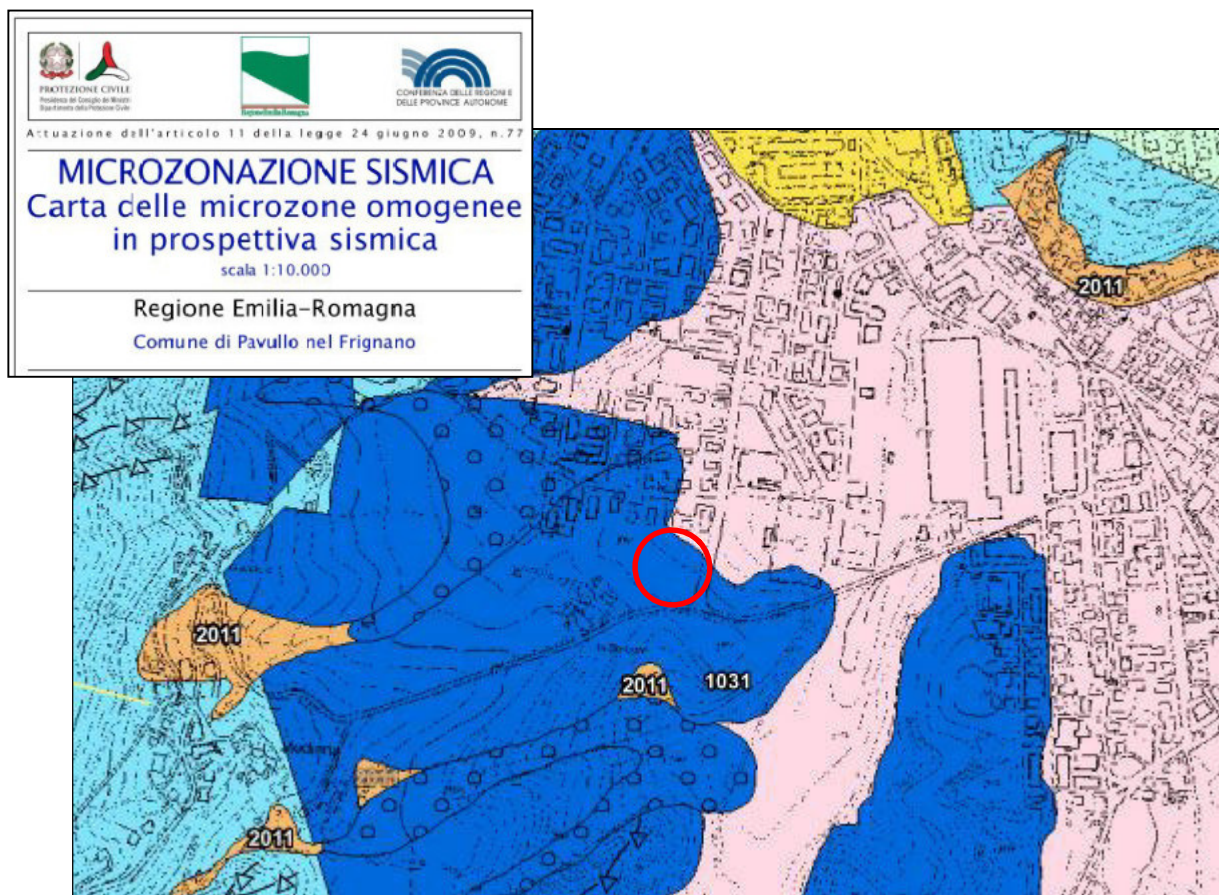 PROTEZIONE CIVILE
Presidenza del Consiglio dei Ministri
Dipartimento della Protezione Civile
RegioneEmiliaRomagna
CONFERENZA DELLE REGIONI E
DELLE PROVINCE AUTONOME
Attuazione dell'articolo 11 della legge 24 giugno 2009, n.77
MICROZONAZIONE SISMICA
Carta delle microzone omogenee
in prospettiva sismica
scala 1:10.000
Regione Emilia-Romagna
Comune di Pavullo nel Frignano
2011
2011
2011
1031
2011